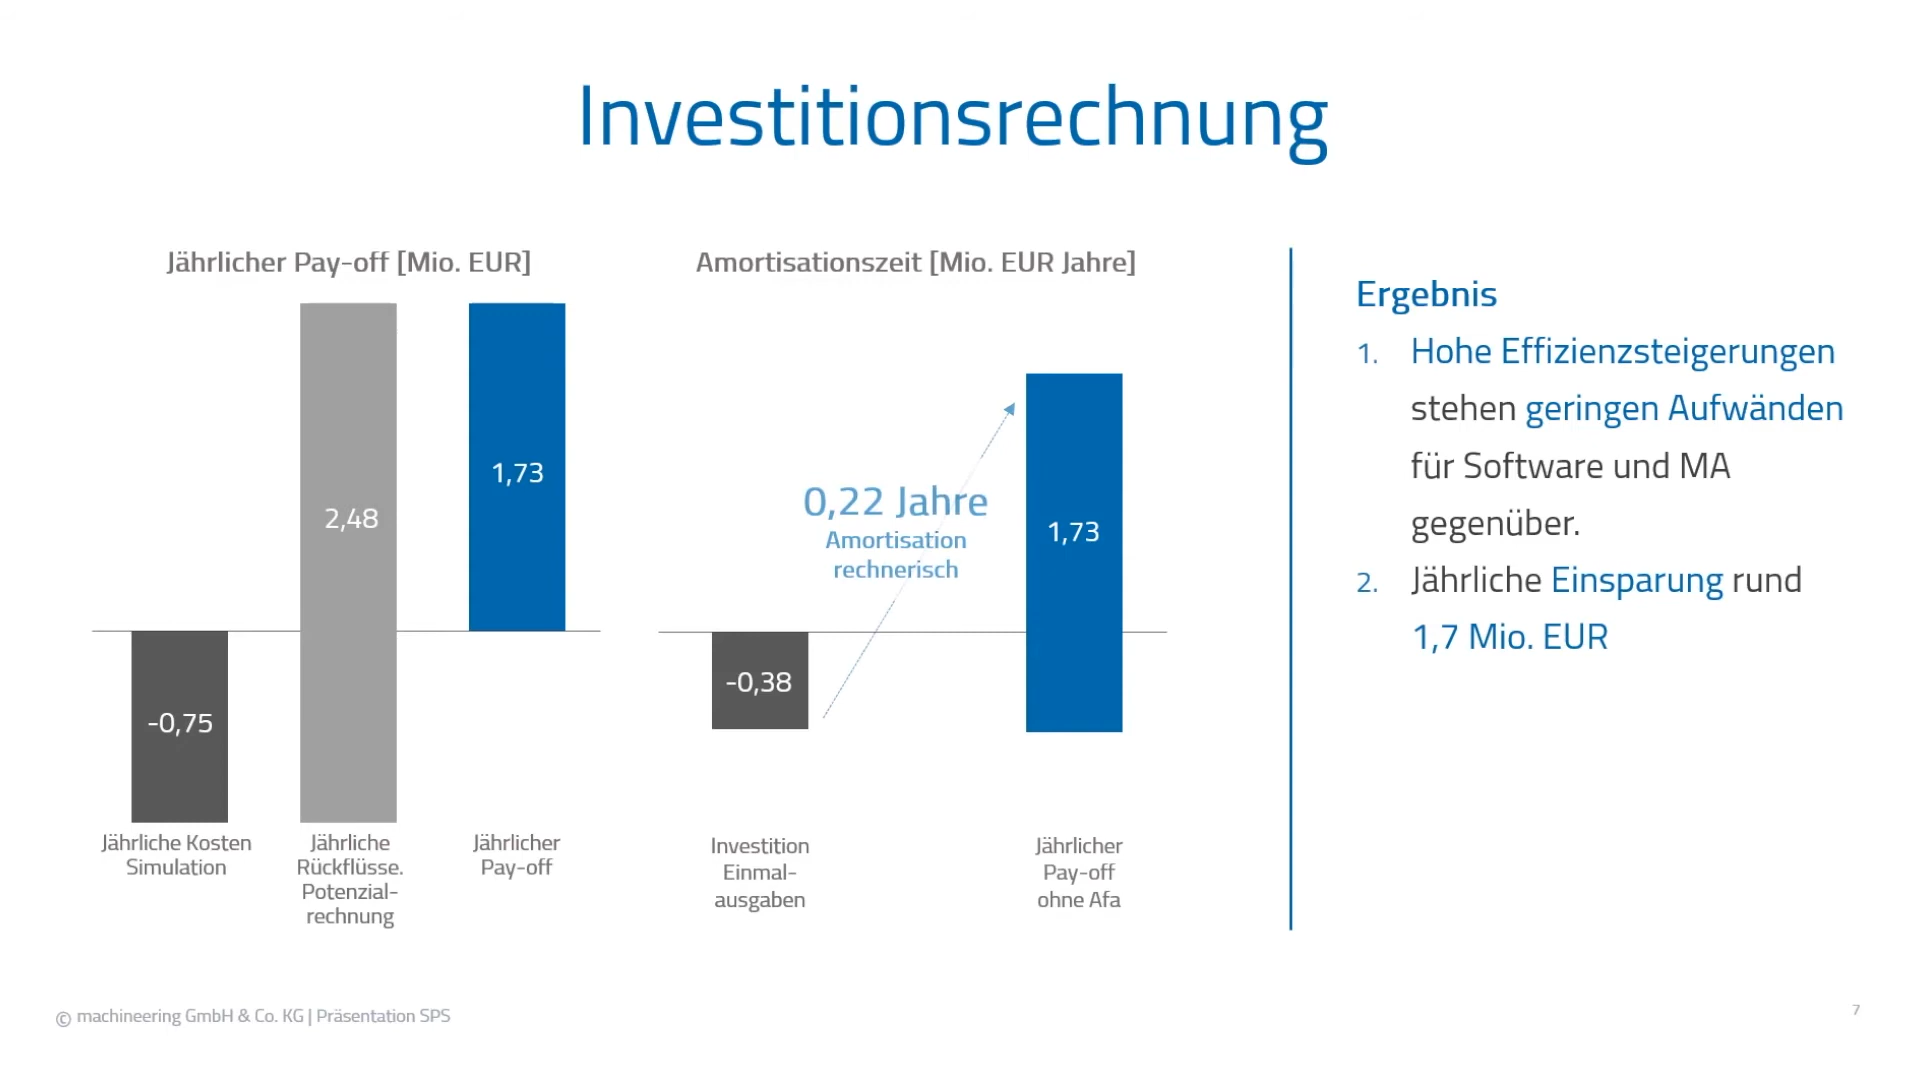 Investitionsrechnung
Jährlicher Pay-off [Mio. EUR]
1,73
2,48
-0,75
Jährliche Kosten
Simulation
Jährliche
Rückflüsse.
Potenzial-
rechnung
Jährlicher
Pay-off
Amortisationszeit [Mio. EUR Jahre]
0,22 Jahre
Amortisation
rechnerisch
1,73
-0,38
Investition
Einmal-
ausgaben
Jährlicher
Pay-off
ohne Afa
Ergebnis
1. Hohe Effizienzsteigerungen
stehen geringen Aufwänden
für Software und MA
gegenüber.
2. Jährliche Einsparung rund
1,7 Mio. EUR
© machineering GmbH & Co. KG | Präsentation SPS
7